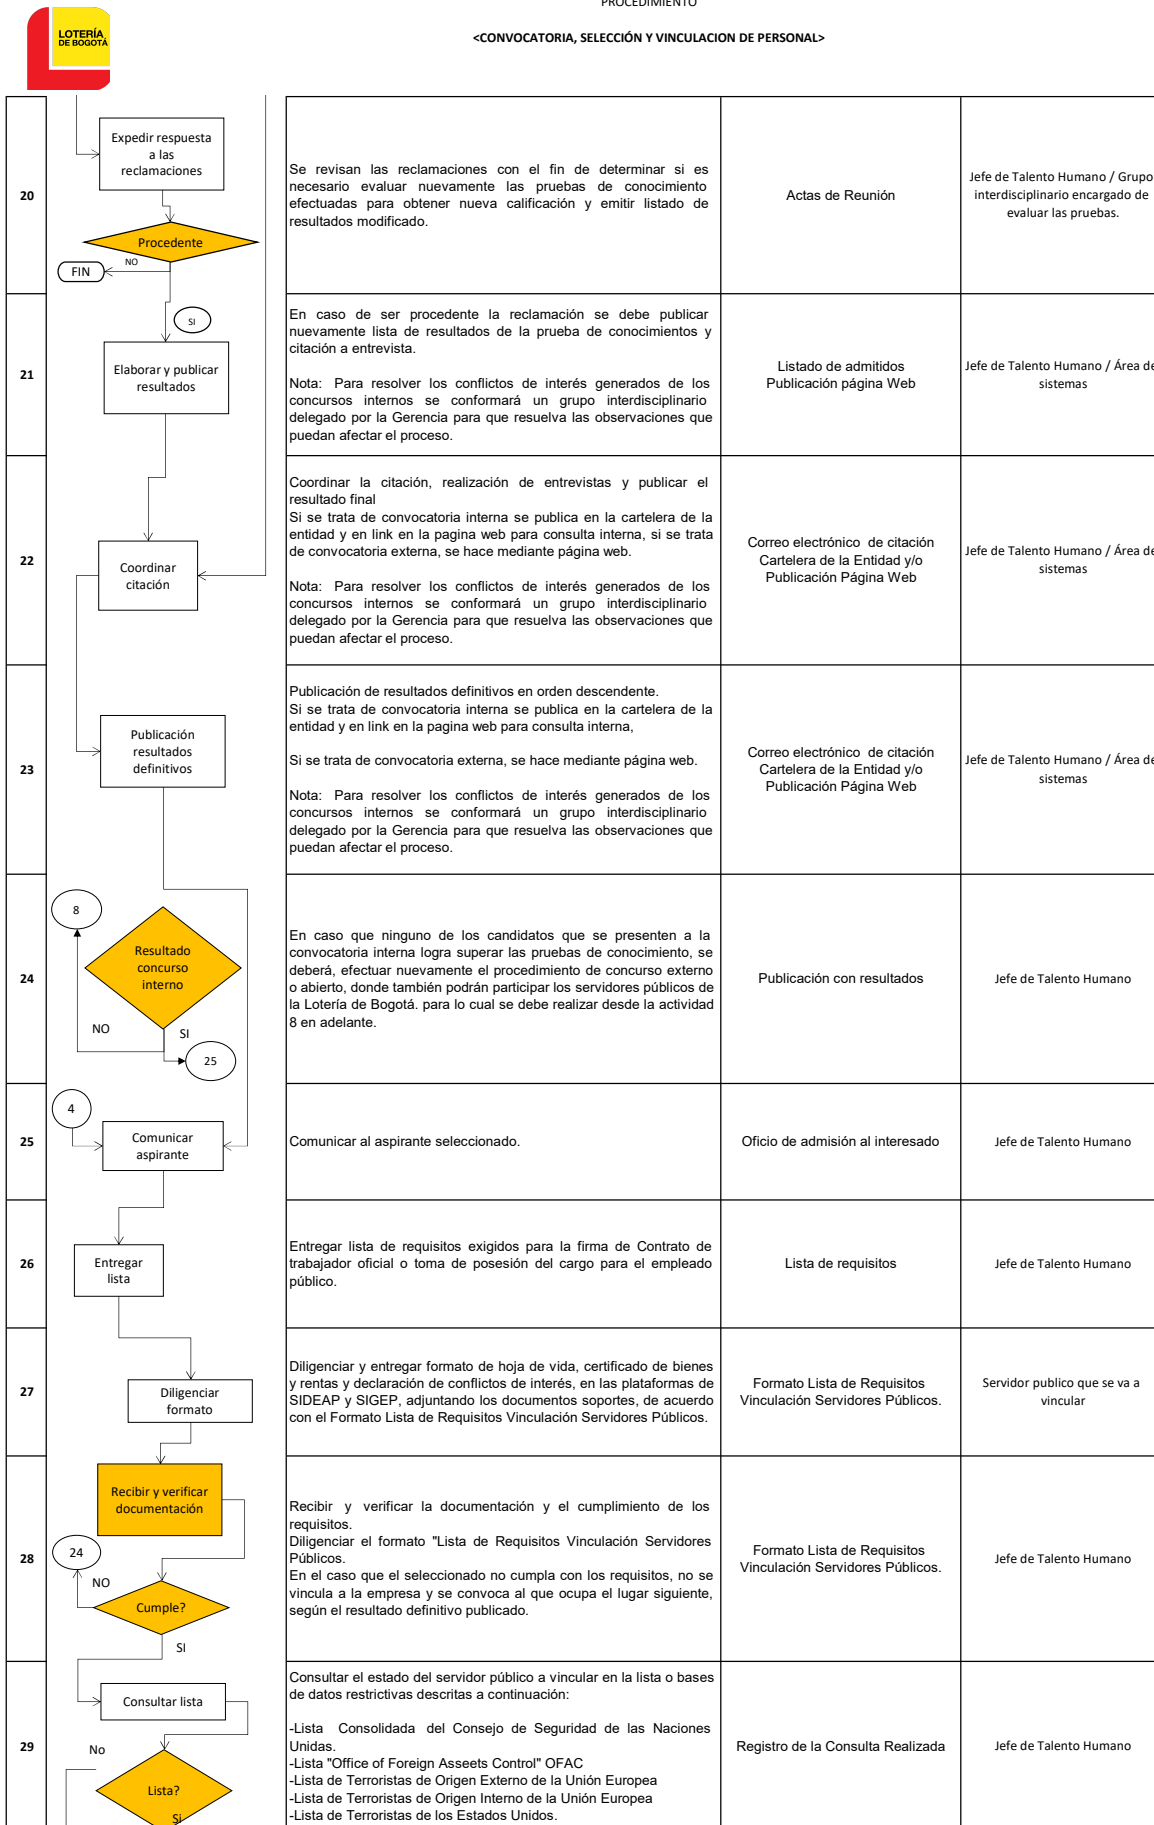 PROCEDIMIENTO
LOTERÍA
DE BOGOTÁ
<CONVOCATORIA, SELECCIÓN Y VINCULACION DE PERSONAL>
20
Expedir respuesta
a las
reclamaciones
Procedente
NO
FIN
Se revisan las reclamaciones con el fin de determinar si es
necesario evaluar nuevamente las pruebas de conocimiento
efectuadas para obtener nueva calificación y emitir listado de
resultados modificado.
Actas de Reunión
Jefe de Talento Humano / Grupo
interdisciplinario encargado de
evaluar las pruebas.
21
SI
Elaborar y publicar
resultados
En caso de ser procedente la reclamación se debe publicar
nuevamente lista de resultados de la prueba de conocimientos y
citación a entrevista.
Nota: Para resolver los conflictos de interés generados de los
concursos internos se conformará un grupo interdisciplinario
delegado por la Gerencia para que resuelva las observaciones que
puedan afectar el proceso.
Listado de admitidos
Publicación página Web
Jefe de Talento Humano / Área de
sistemas
22
Coordinar
citación
Coordinar la citación, realización de entrevistas y publicar el
resultado final
Si se trata de convocatoria interna se publica en la cartelera de la
entidad y en link en la pagina web para consulta interna, si se trata
de convocatoria externa, se hace mediante página web.
Nota: Para resolver los conflictos de interés generados de los
concursos internos se conformará un grupo interdisciplinario
delegado por la Gerencia para que resuelva las observaciones que
puedan afectar el proceso.
Correo electrónico de citación
Cartelera de la Entidad y/o
Publicación Página Web
Jefe de Talento Humano / Área de
sistemas
23
Publicación
resultados
definitivos
Publicación de resultados definitivos en orden descendente.
Si se trata de convocatoria interna se publica en la cartelera de la
entidad y en link en la pagina web para consulta interna,
Si se trata de convocatoria externa, se hace mediante página web.
Nota: Para resolver los conflictos de interés generados de los
concursos internos se conformará un grupo interdisciplinario
delegado por la Gerencia para que resuelva las observaciones que
puedan afectar el proceso.
Correo electrónico de citación
Cartelera de la Entidad y/o
Publicación Página Web
Jefe de Talento Humano / Área de
sistemas
24
8
Resultado
concurso
interno
NO
SI
25
En caso que ninguno de los candidatos que se presenten a la
convocatoria interna logra superar las pruebas de conocimiento, se
deberá, efectuar nuevamente el procedimiento de concurso externo
o abierto, donde también podrán participar los servidores públicos de
la Lotería de Bogotá. para lo cual se debe realizar desde la actividad
8 en adelante.
Publicación con resultados
Jefe de Talento Humano
25
4
Comunicar
aspirante
Comunicar al aspirante seleccionado.
Oficio de admisión al interesado
Jefe de Talento Humano
26
Entregar
lista
Entregar lista de requisitos exigidos para la firma de Contrato de
trabajador oficial o toma de posesión del cargo para el empleado
público.
Lista de requisitos
Jefe de Talento Humano
27
Diligenciar
formato
Diligenciar y entregar formato de hoja de vida, certificado de bienes
y rentas y declaración de conflictos de interés, en las plataformas de
SIDEAP y SIGEP, adjuntando los documentos soportes, de acuerdo
con el Formato Lista de Requisitos Vinculación Servidores Públicos.
Formato Lista de Requisitos
Vinculación Servidores Públicos.
Servidor publico que se va a
vincular
28
Recibir y verificar
documentación
24
NO
Cumple?
SI
Recibir y verificar la documentación y el cumplimiento de los
requisitos.
Diligenciar el formato "Lista de Requisitos Vinculación Servidores
Públicos.
En el caso que el seleccionado no cumpla con los requisitos, no se
vincula a la empresa y se convoca al que ocupa el lugar siguiente,
según el resultado definitivo publicado.
Formato Lista de Requisitos
Vinculación Servidores Públicos.
Jefe de Talento Humano
29
Consultar lista
No
Lista?
Si
Consultar el estado del servidor público a vincular en la lista o bases
de datos restrictivas descritas a continuación:
-Lista Consolidada del Consejo de Seguridad de las Naciones
Unidas.
-Lista "Office of Foreign Asseets Control" OFAC
-Lista de Terroristas de Origen Externo de la Unión Europea
-Lista de Terroristas de Origen Interno de la Unión Europea
-Lista de Terroristas de los Estados Unidos.
Registro de la Consulta Realizada
Jefe de Talento Humano